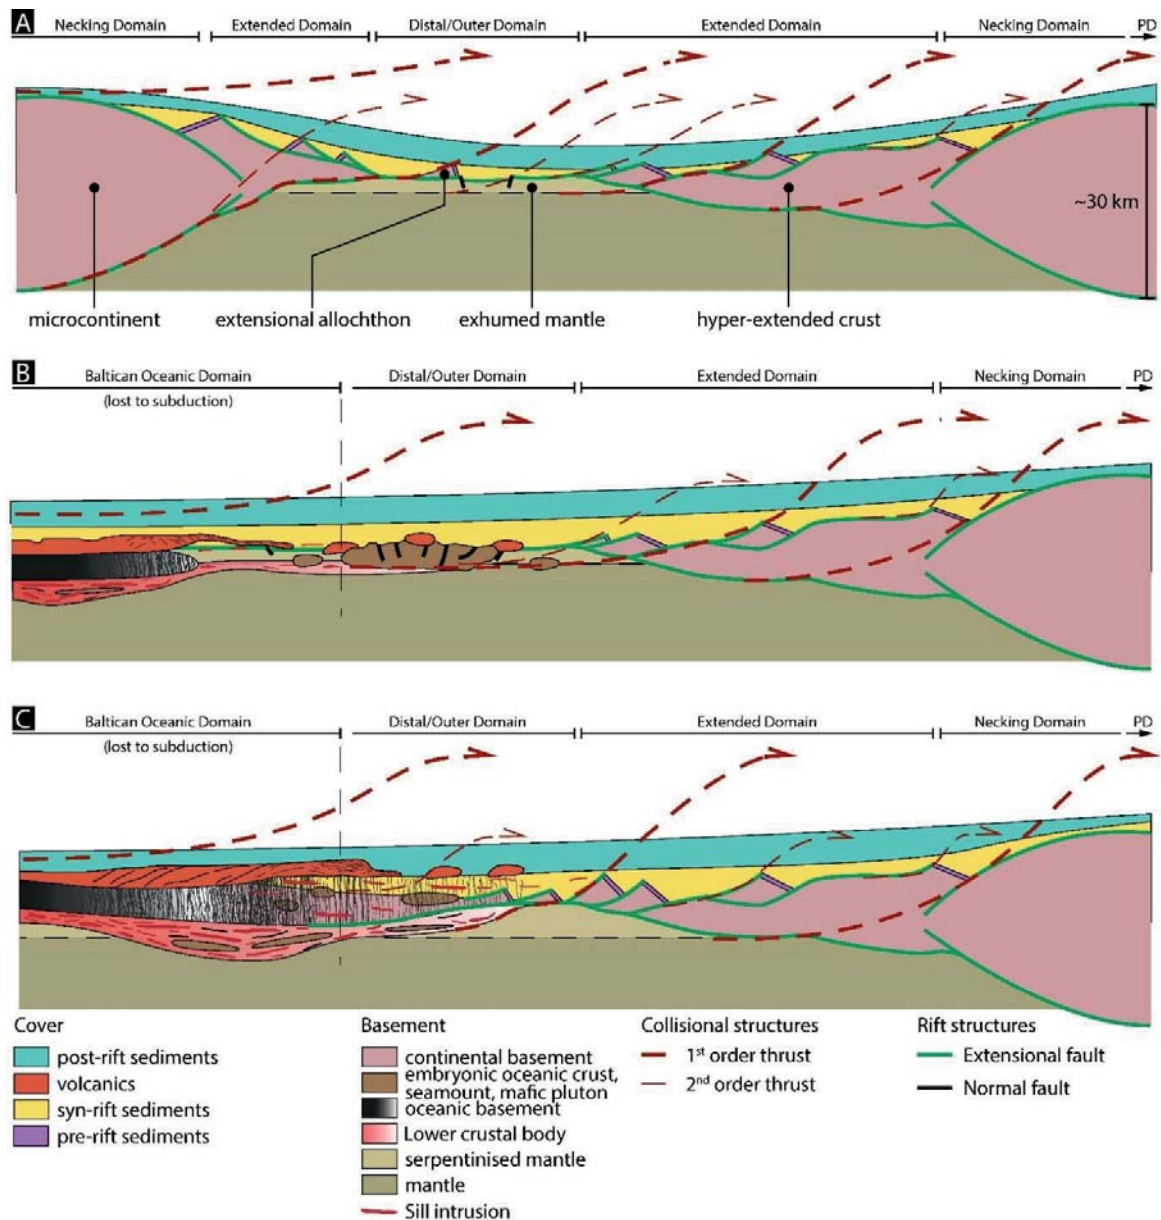 A
Necking Domain Extended Domain Distal/Outer Domain Extended Domain Necking Domain PD
~30 km
microcontinent extensional allochthon exhumed mantle hyper-extended crust
B
Baltican Oceanic Domain Distal/Outer Domain Extended Domain Necking Domain PD
(lost to subduction)
C
Baltican Oceanic Domain Distal/Outer Domain Extended Domain Necking Domain PD
(lost to subduction)
Cover
post-rift sediments
volcanics
syn-rift sediments
pre-rift sediments
Basement
continental basement
embryonic oceanic crust,
seamount, mafic pluton
oceanic basement
Lower crustal body
serpentinised mantle
mantle
Sill intrusion
Collisional structures
1st order thrust
2nd order thrust
Rift structures
Extensional fault
Normal fault